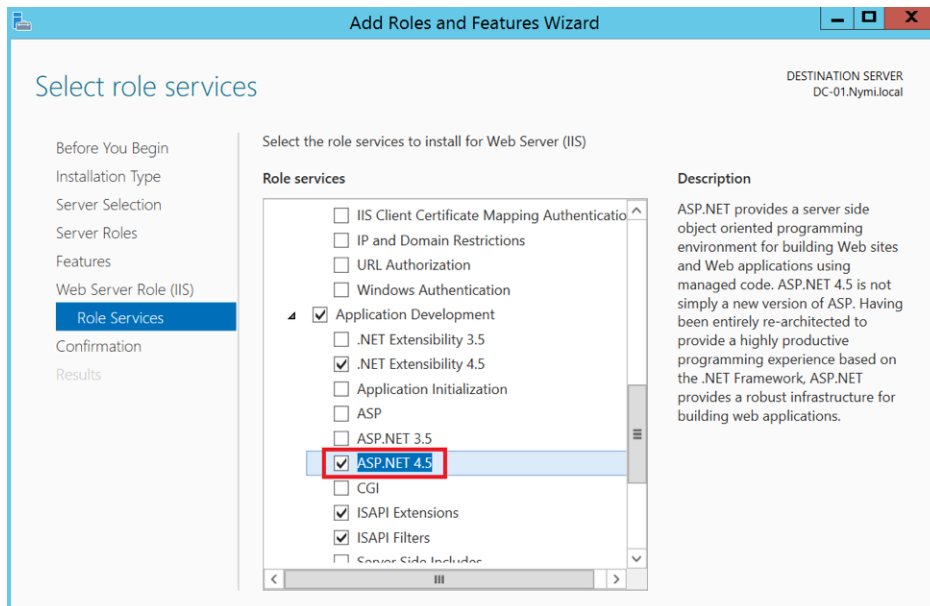 Add Roles and Features Wizard
Select role services
DESTINATION SERVER
DC-01.Nymi.local
Before You Begin
Installation Type
Server Selection
Server Roles
Features
Web Server Role (IIS)
Role Services
Confirmation
Results
Select the role services to install for Web Server (IIS)
Role services
IIS Client Certificate Mapping Authenticatio
IP and Domain Restrictions
URL Authorization
Windows Authentication
Application Development
.NET Extensibility 3.5
.NET Extensibility 4.5
Application Initialization
ASP
ASP.NET 3.5
ASP.NET 4.5
CGI
ISAPI Extensions
ISAPI Filters
Server Side Includes
Description
ASP.NET provides a server side
object oriented programming
environment for building Web sites
and Web applications using
managed code. ASP.NET 4.5 is not
simply a new version of ASP. Having
been entirely re-architected to
provide a highly productive
programming experience based on
the .NET Framework, ASP.NET
provides a robust infrastructure for
building web applications.